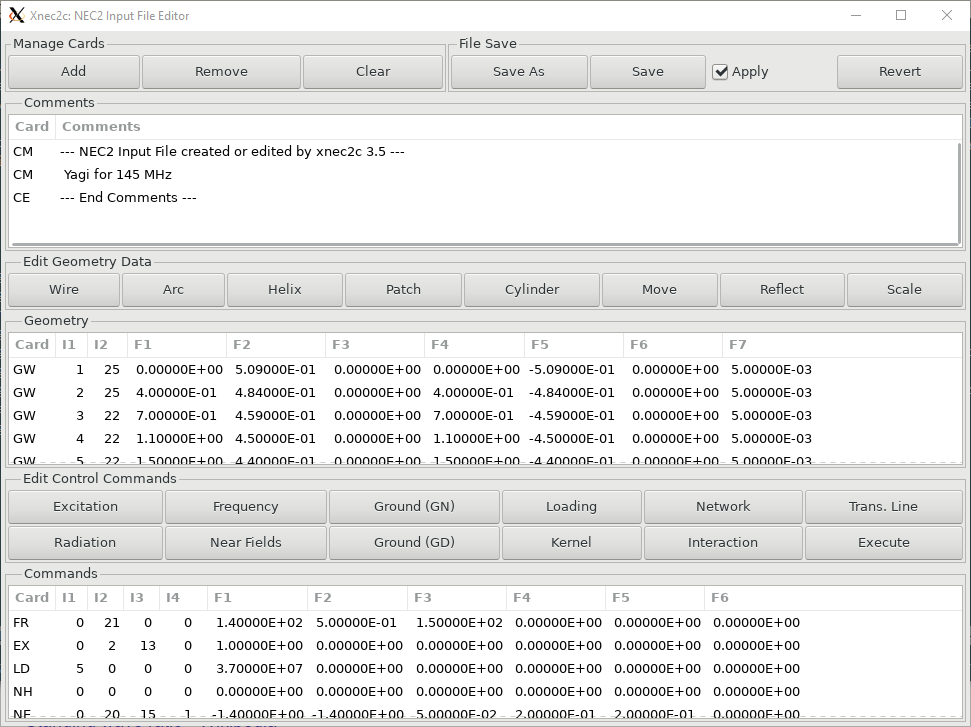 Xnec2c: NEC2 Input File Editor
Manage Cards File Save
Add Remove Clear Save As Save Apply Revert
Comments
Card Comments
CM --- NEC2 Input File created or edited by xnec2c 3.5 ---
CM Yagi for 145 MHz
CE --- End Comments ---
Edit Geometry Data
Wire Arc Helix Patch Cylinder Move Reflect Scale
Geometry
Card I1 I2 F1 F2 F3 F4 F5 F6 F7
GW 1 25 0.00000E+00 5.09000E-01 0.00000E+00 0.00000E+00 -5.09000E-01 0.00000E+00 5.00000E-03
GW 2 25 4.00000E-01 4.84000E-01 0.00000E+00 4.00000E-01 -4.84000E-01 0.00000E+00 5.00000E-03
GW 3 22 7.00000E-01 4.59000E-01 0.00000E+00 7.00000E-01 -4.59000E-01 0.00000E+00 5.00000E-03
GW 4 22 1.10000E+00 4.50000E-01 0.00000E+00 1.10000E+00 -4.50000E-01 0.00000E+00 5.00000E-03
GW 5 22 1.50000E+00 4.40000E-01 0.00000E+00 1.50000E+00 -4.40000E-01 0.00000E+00 5.00000E-03
Edit Control Commands
Excitation Frequency Ground (GN) Loading Network Trans. Line
Radiation Near Fields Ground (GD) Kernel Interaction Execute
Commands
Card I1 I2 I3 I4 F1 F2 F3 F4 F5 F6
FR 0 21 0 0 1.40000E+02 5.00000E-01 1.50000E+02 0.00000E+00 0.00000E+00 0.00000E+00
EX 0 2 13 0 1.00000E+00 0.00000E+00 0.00000E+00 0.00000E+00 0.00000E+00 0.00000E+00
LD 5 0 0 0 3.70000E+07 0.00000E+00 0.00000E+00 0.00000E+00 0.00000E+00 0.00000E+00
NH 0 0 0 0 0.00000E+00 0.00000E+00 0.00000E+00 0.00000E+00 0.00000E+00 0.00000E+00
NE 0 20 15 1 -1.40000E+00 -1.40000E+00 5.00000E-02 2.00000E-01 2.00000E-01 0.00000E+00